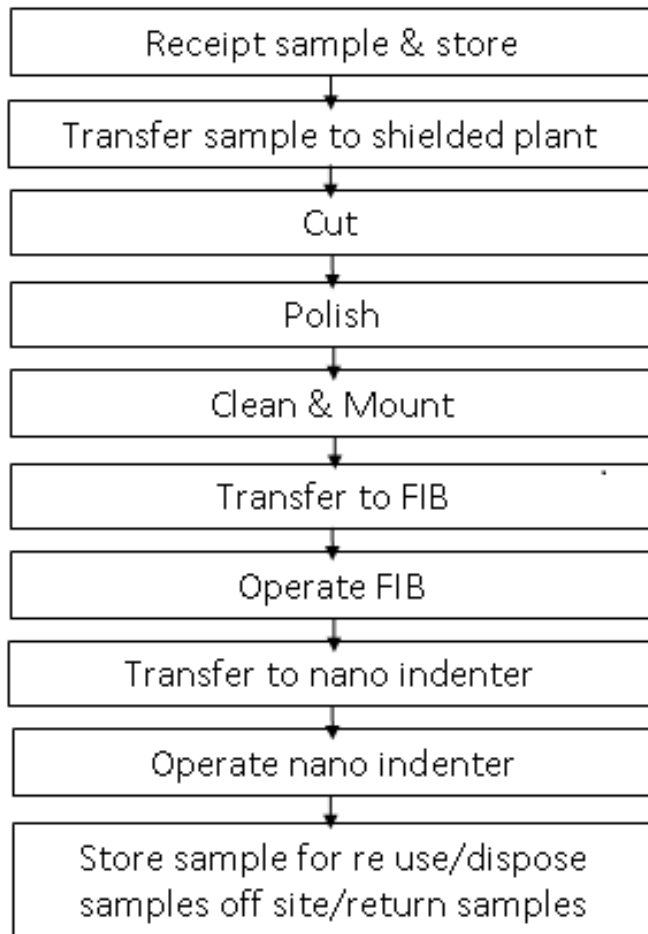 Receipt sample & store
Transfer sample to shielded plant
Cut
Polish
Clean & Mount
Transfer to FIB
Operate FIB
Transfer to nano indenter
Operate nano indenter
Store sample for re use/dispose
samples off site/return samples